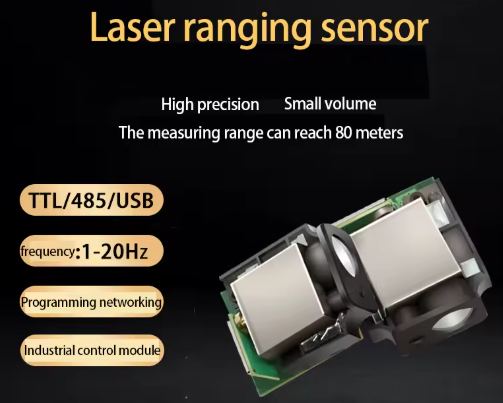 Laser ranging sensor
High precision Small volume
The measuring range can reach 80 meters
TTL/485/USB
frequency:1-20Hz
Programming networking
Industrial control module